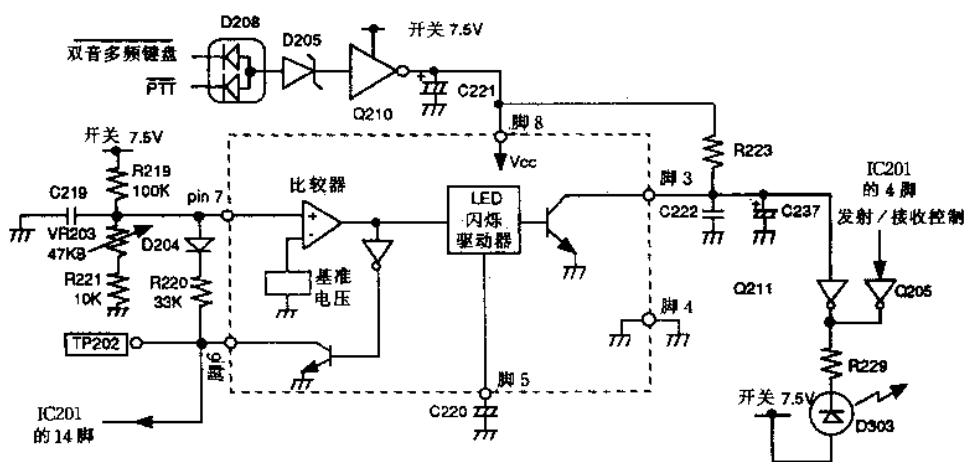 D208
双音多频键盘
PTT
D205
开关 7.5V
Q210
C221
脚 8
Vcc
R223
开关 7.5V
R219
100K
C219
pin 7
VR203
47KB
D204
R221
10K
R220
33K
TP202
脚6
IC201
的 14 脚
比较器
基准
电压
LED
闪烁
驱动器
脚 3
C222
C237
脚 4
脚 5
C220
IC201
的 4 脚
发射/接收控制
Q211
Q205
R229
开关 7.5V
D303